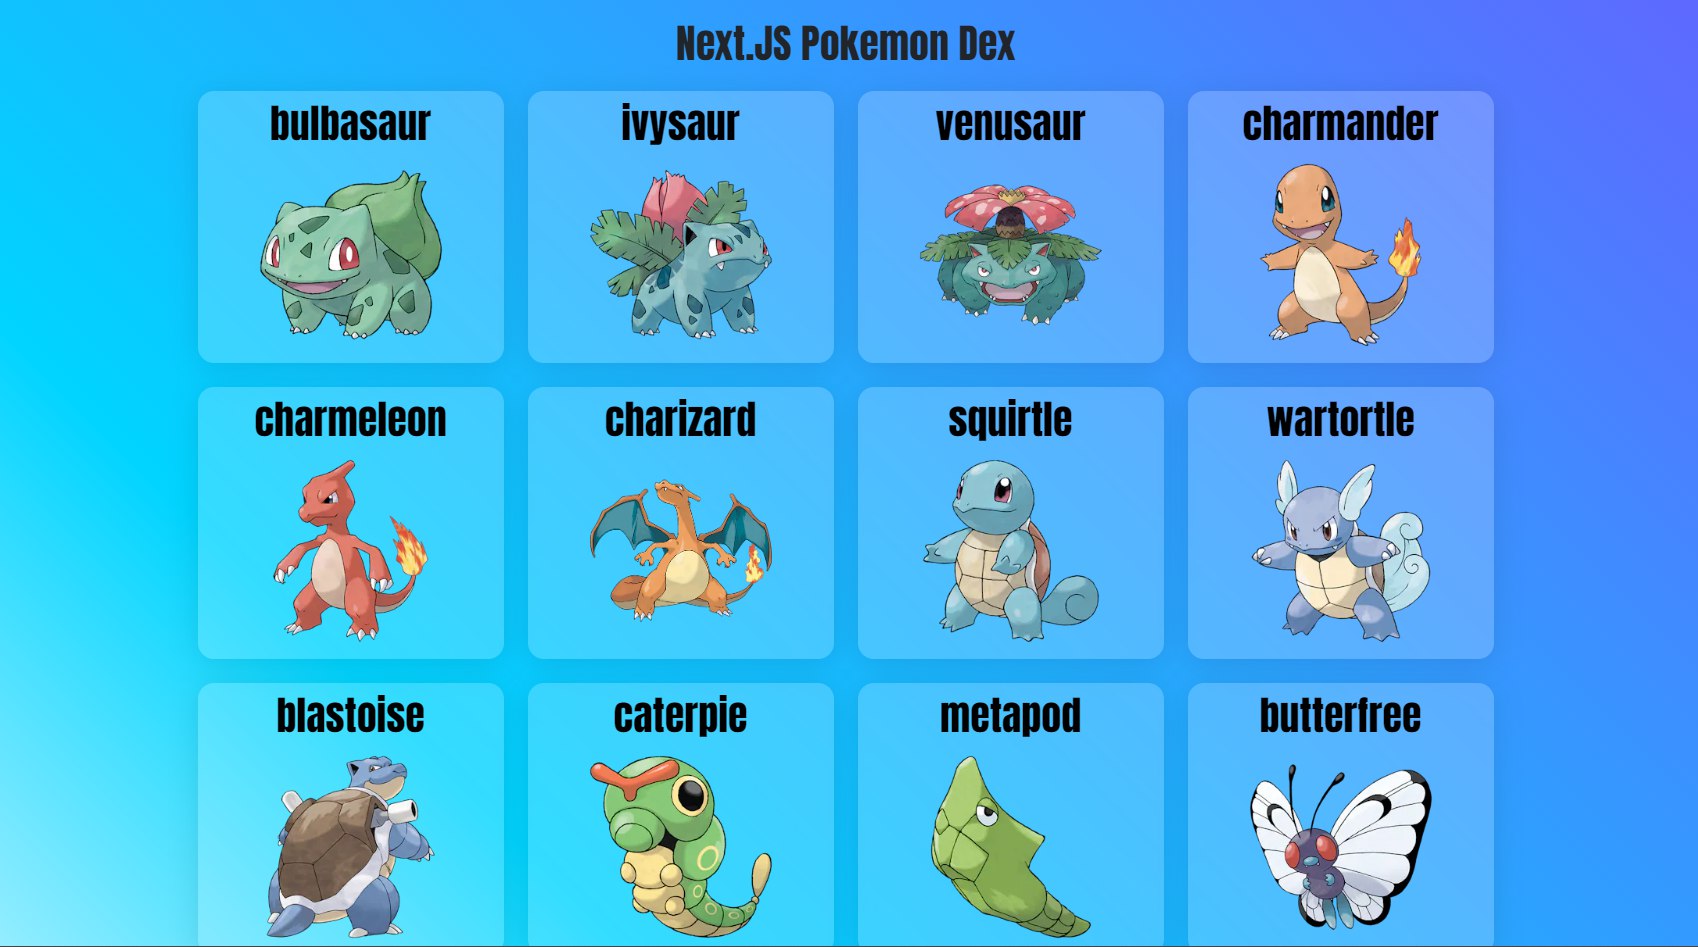 Next.JS Pokemon Dex
bulbasaur
ivysaur
venusaur
charmander
charmeleon
charizard
squirtle
wartortle
blastoise
caterpie
metapod
butterfree